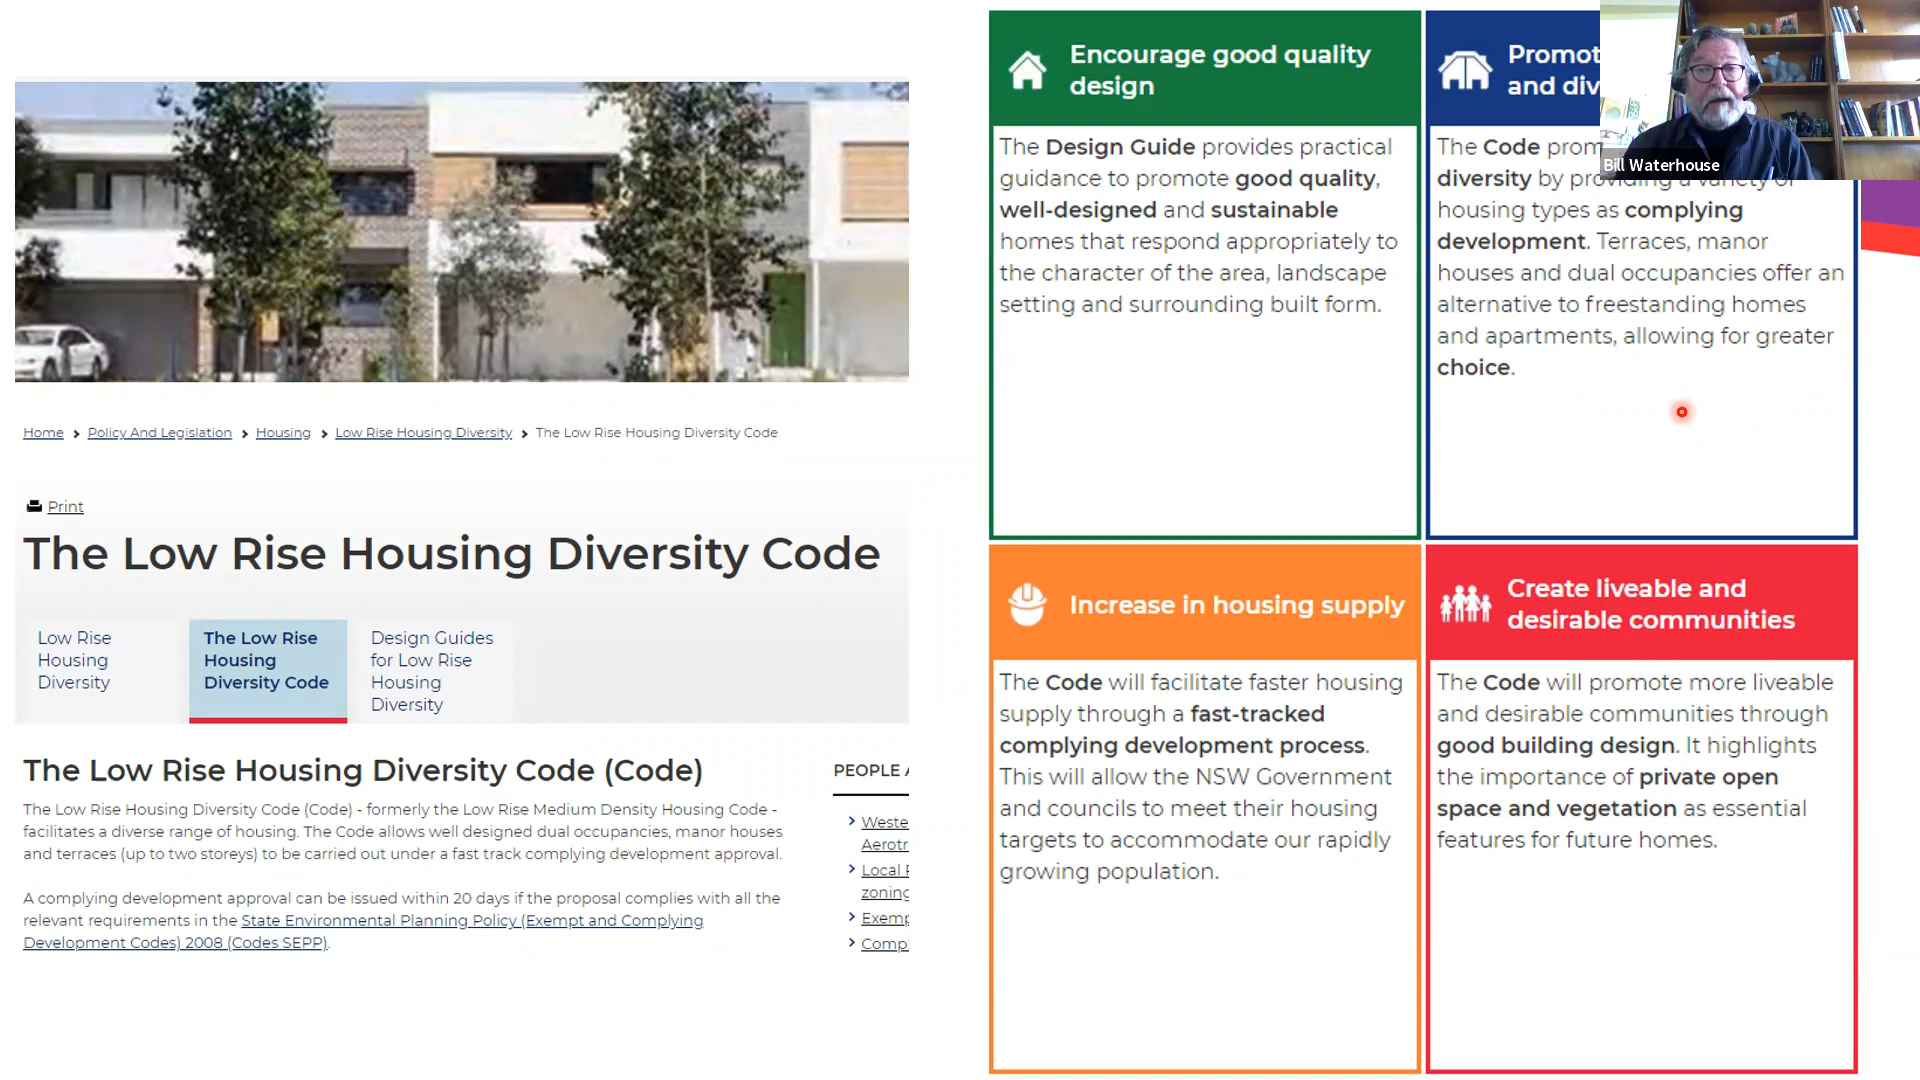 Home > Policy And Legislation > Housing > Low Rise Housing Diversity > The Low Rise Housing Diversity Code
Print
The Low Rise Housing Diversity Code
Low Rise
Housing
Diversity
The Low Rise
Housing
Diversity Code
Design Guides
for Low Rise
Housing
Diversity
The Low Rise Housing Diversity Code (Code)
The Low Rise Housing Diversity Code (Code) - formerly the Low Rise Medium Density Housing Code -
facilitates a diverse range of housing. The Code allows well designed dual occupancies, manor houses
and terraces (up to two storeys) to be carried out under a fast track complying development approval.
A complying development approval can be issued within 20 days if the proposal complies with all the
relevant requirements in the State Environmental Planning Policy (Exempt and Complying
Development Codes) 2008 (Codes SEPP).
PEOPLE
Weste
Aerotr
Local
zoning
Exemp
Compl
Encourage good quality
design
The Design Guide provides practical
guidance to promote good quality,
well-designed and sustainable
homes that respond appropriately to
the character of the area, landscape
setting and surrounding built form.
Promot
and div
The Code prom
diversity by providing a variety of
housing types as complying
development. Terraces, manor
houses and dual occupancies offer an
alternative to freestanding homes
and apartments, allowing for greater
choice.
Bill Waterhouse
Increase in housing supply
The Code will facilitate faster housing
supply through a fast-tracked
complying development process.
This will allow the NSW Government
and councils to meet their housing
targets to accommodate our rapidly
growing population.
Create liveable and
desirable communities
The Code will promote more liveable
and desirable communities through
good building design. It highlights
the importance of private open
space and vegetation as essential
features for future homes.